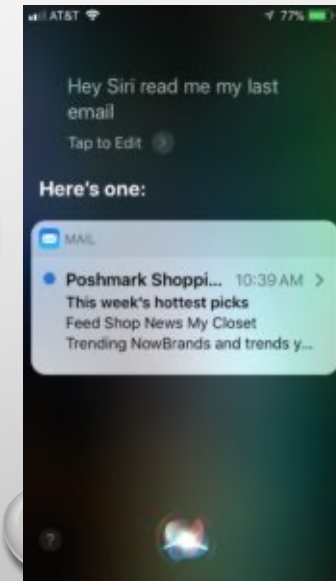 AT&T 77%
Hey Siri read me my last
email
Tap to Edit
Here's one:
MAIL
Poshmark Shoppi... 10:39 AM >
This week's hottest picks
Feed Shop News My Closet
Trending NowBrands and trends y...
?